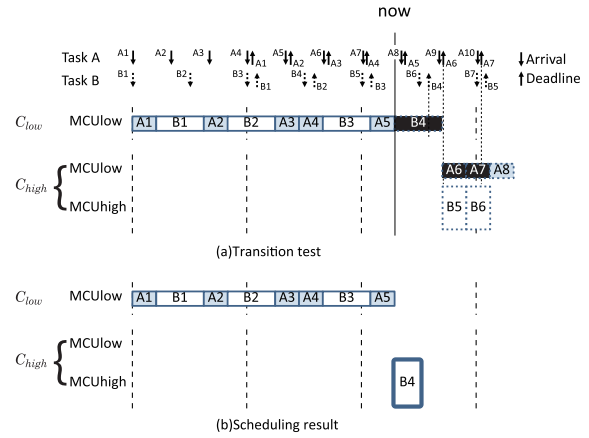 now
Task A A1 A2 A3 A4 A1 A5 A2 A6 A3 A7 A4 A8 A5 A9 A6 A10 A7 Arrival
Task B B1 B2 B3 B1 B4 B2 B5 B3 B6 B4 B7 B5 Deadline
C_low MCUlow A1 B1 A2 B2 A3 A4 B3 A5 B4
C_high { MCUlow A6 A7 A8
MCUhigh B5 B6
(a)Transition test
C_low MCUlow A1 B1 A2 B2 A3 A4 B3 A5
C_high { MCUlow
MCUhigh B4
(b)Scheduling result